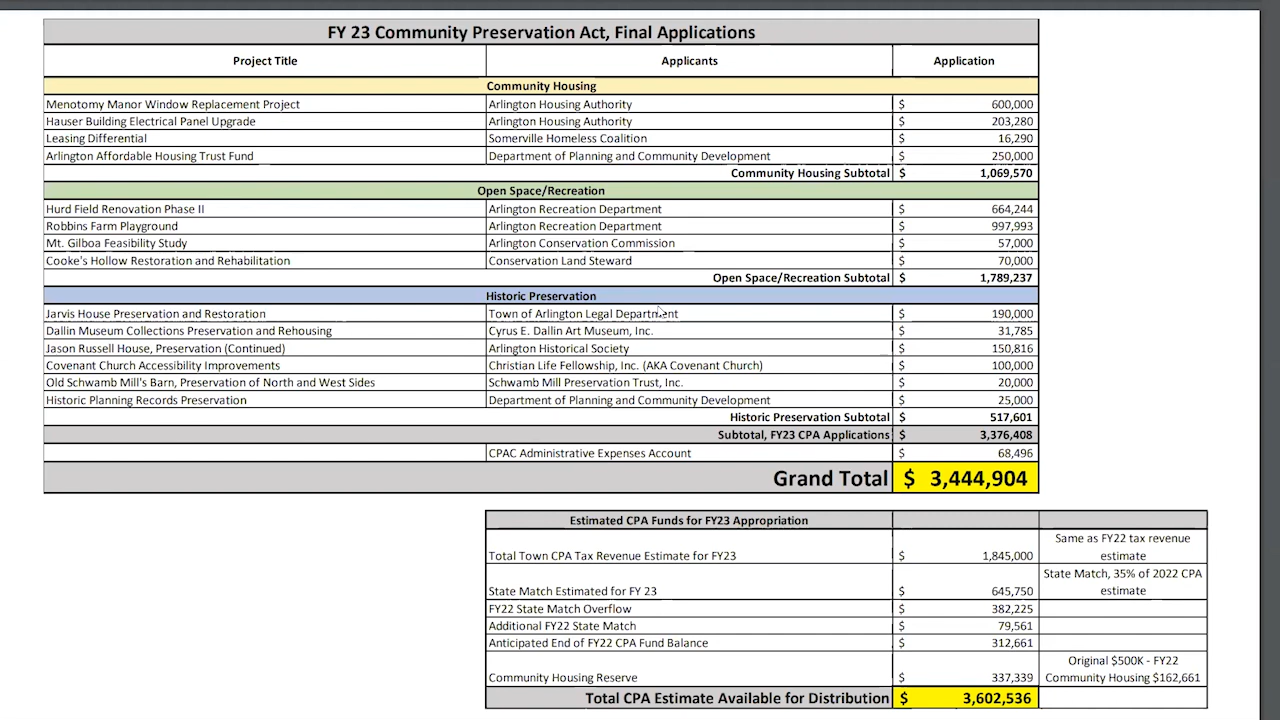 FY 23 Community Preservation Act, Final Applications
Project Title Applicants Application
Community Housing
Menotomy Manor Window Replacement Project Arlington Housing Authority $ 600,000
Hauser Building Electrical Panel Upgrade Arlington Housing Authority $ 203,280
Leasing Differential Somerville Homeless Coalition $ 16,290
Arlington Affordable Housing Trust Fund Department of Planning and Community Development $ 250,000
Community Housing Subtotal $ 1,069,570
Open Space/Recreation
Hurd Field Renovation Phase II Arlington Recreation Department $ 664,244
Robbins Farm Playground Arlington Recreation Department $ 997,993
Mt. Gilboa Feasibility Study Arlington Conservation Commission $ 57,000
Cooke's Hollow Restoration and Rehabilitation Conservation Land Steward $ 70,000
Open Space/Recreation Subtotal $ 1,789,237
Historic Preservation
Jarvis House Preservation and Restoration Town of Arlington Legal Department $ 190,000
Dallin Museum Collections Preservation and Rehousing Cyrus E. Dallin Art Museum, Inc. $ 31,785
Jason Russell House, Preservation (Continued) Arlington Historical Society $ 150,816
Covenant Church Accessibility Improvements Christian Life Fellowship, Inc. (AKA Covenant Church) $ 100,000
Old Schwamb Mill's Barn, Preservation of North and West Sides Schwamb Mill Preservation Trust, Inc. $ 20,000
Historic Planning Records Preservation Department of Planning and Community Development $ 25,000
Historic Preservation Subtotal $ 517,601
Subtotal, FY23 CPA Applications $ 3,376,408
CPAC Administrative Expenses Account $ 68,496
Grand Total $ 3,444,904
Estimated CPA Funds for FY23 Appropriation
Same as FY22 tax revenue
Total Town CPA Tax Revenue Estimate for FY23 $ 1,845,000 estimate
State Match, 35% of 2022 CPA
State Match Estimated for FY 23 $ 645,750 estimate
FY22 State Match Overflow $ 382,225
Additional FY22 State Match $ 79,561
Anticipated End of FY22 CPA Fund Balance $ 312,661
Original $500K - FY22
Community Housing Reserve $ 337,339 Community Housing $162,661
Total CPA Estimate Available for Distribution $ 3,602,536